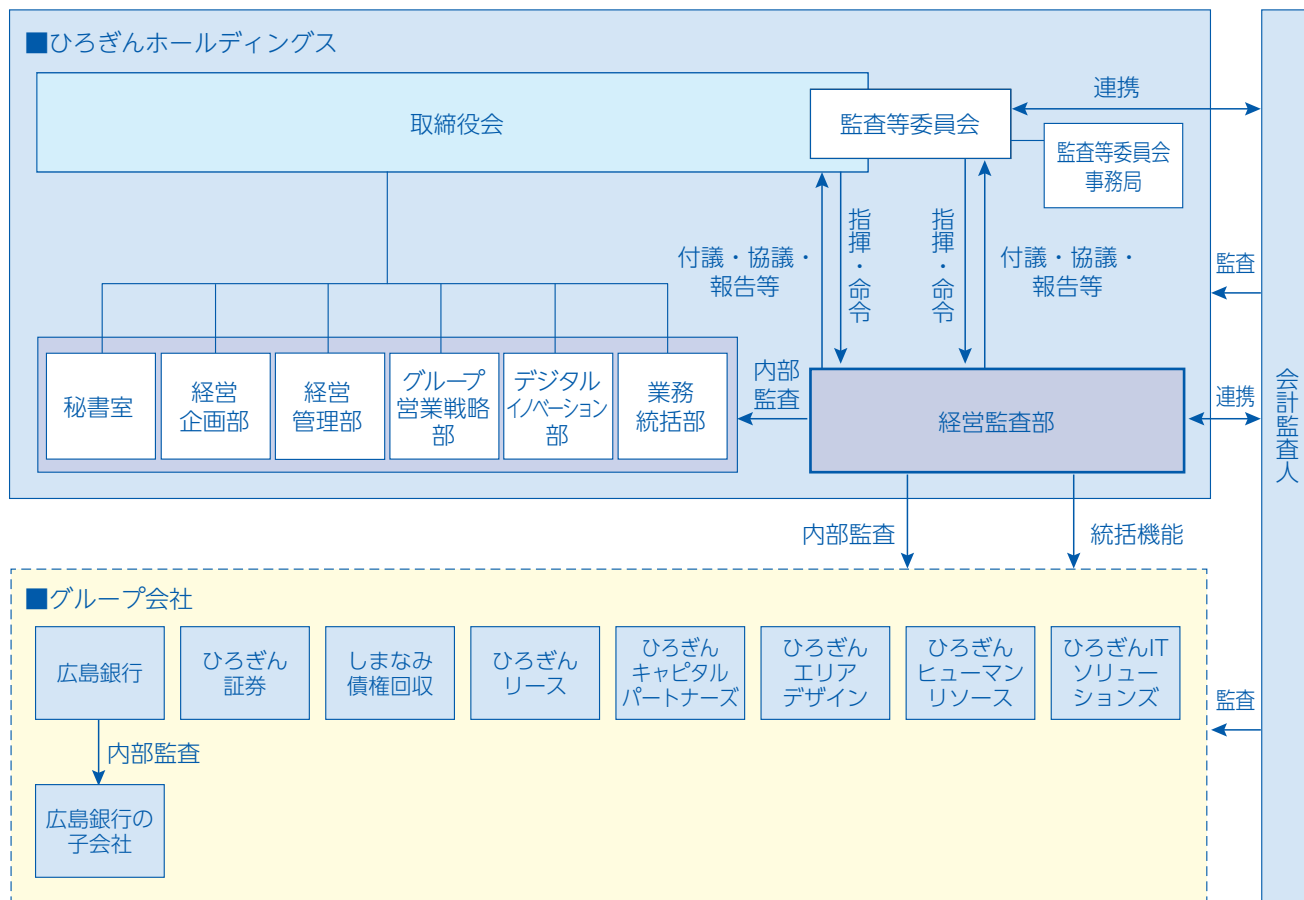 ■ひろぎんホールディングス
取締役会
監査等委員会
連携
監査等委員会
事務局
付議・協議・
報告等
指揮・命令
指揮・命令
付議・協議・
報告等
監査
秘書室
経営
企画部
経営
管理部
グループ
営業戦略
部
デジタル
イノベーション
部
業務
統括部
内部
監査
経営監査部
連携
会計監査人
内部監査
統括機能
■グループ会社
広島銀行
ひろぎん
証券
しまなみ
債権回収
ひろぎん
リース
ひろぎん
キャピタル
パートナーズ
ひろぎん
エリア
デザイン
ひろぎん
ヒューマン
リソース
ひろぎんIT
ソリュー
ションズ
監査
内部監査
広島銀行の
子会社